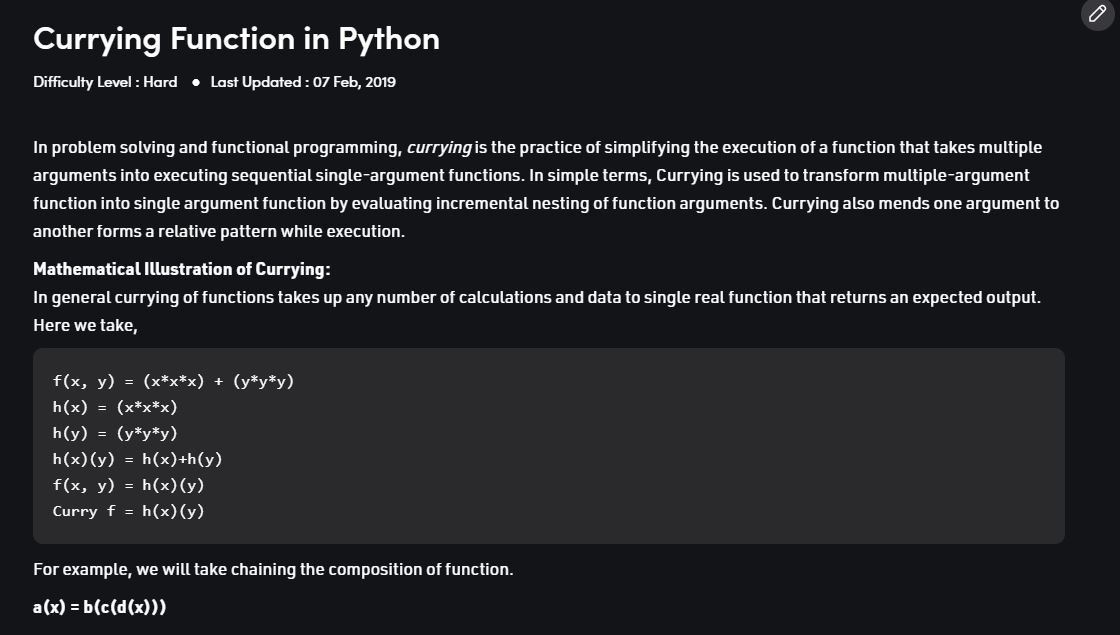 Currying Function in Python
Difficulty Level : Hard ● Last Updated : 07 Feb, 2019
In problem solving and functional programming, currying is the practice of simplifying the execution of a function that takes multiple
arguments into executing sequential single-argument functions. In simple terms, Currying is used to transform multiple-argument
function into single argument function by evaluating incremental nesting of function arguments. Currying also mends one argument to
another forms a relative pattern while execution.
Mathematical Illustration of Currying:
In general currying of functions takes up any number of calculations and data to single real function that returns an expected output.
Here we take,
f(x, y) = (x*x*x) + (y*y*y)
h(x) = (x*x*x)
h(y) = (y*y*y)
h(x)(y) = h(x)+h(y)
f(x, y) = h(x)(y)
Curry f = h(x)(y)
For example, we will take chaining the composition of function.
a(x) = b(c(d(x)))